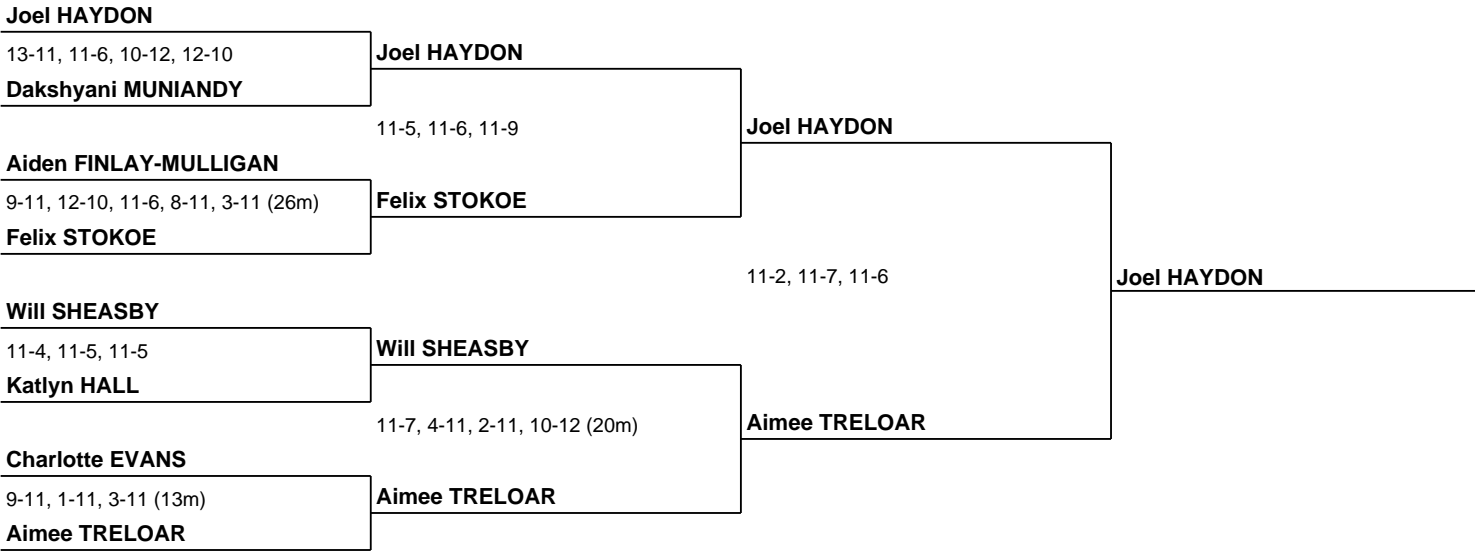 Joel HAYDON
13-11, 11-6, 10-12, 12-10
Dakshyani MUNIANDY
Aiden FINLAY-MULLIGAN
9-11, 12-10, 11-6, 8-11, 3-11 (26m)
Felix STOKOE
Will SHEASBY
11-4, 11-5, 11-5
Katlyn HALL
Charlotte EVANS
9-11, 1-11, 3-11 (13m)
Aimee TRELOAR
Joel HAYDON
11-5, 11-6, 11-9
Felix STOKOE
Will SHEASBY
11-7, 4-11, 2-11, 10-12 (20m)
Aimee TRELOAR
Joel HAYDON
11-2, 11-7, 11-6
Aimee TRELOAR
Joel HAYDON